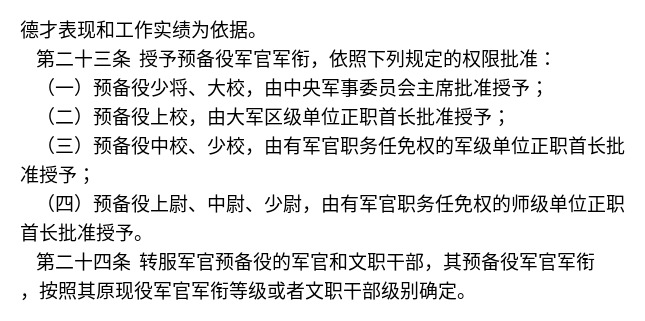 德才表现和工作实绩为依据。
第二十三条 授予预备役军官军衔，依照下列规定的权限批准：
（一）预备役少将、大校，由中央军事委员会主席批准授予；
（二）预备役上校，由大军区级单位正职首长批准授予；
（三）预备役中校、少校，由有军官职务任免权的军级单位正职首长批
准授予；
（四）预备役上尉、中尉、少尉，由有军官职务任免权的师级单位正职
首长批准授予。
第二十四条 转服军官预备役的军官和文职干部，其预备役军官军衔
，按照其原现役军官军衔等级或者文职干部级别确定。